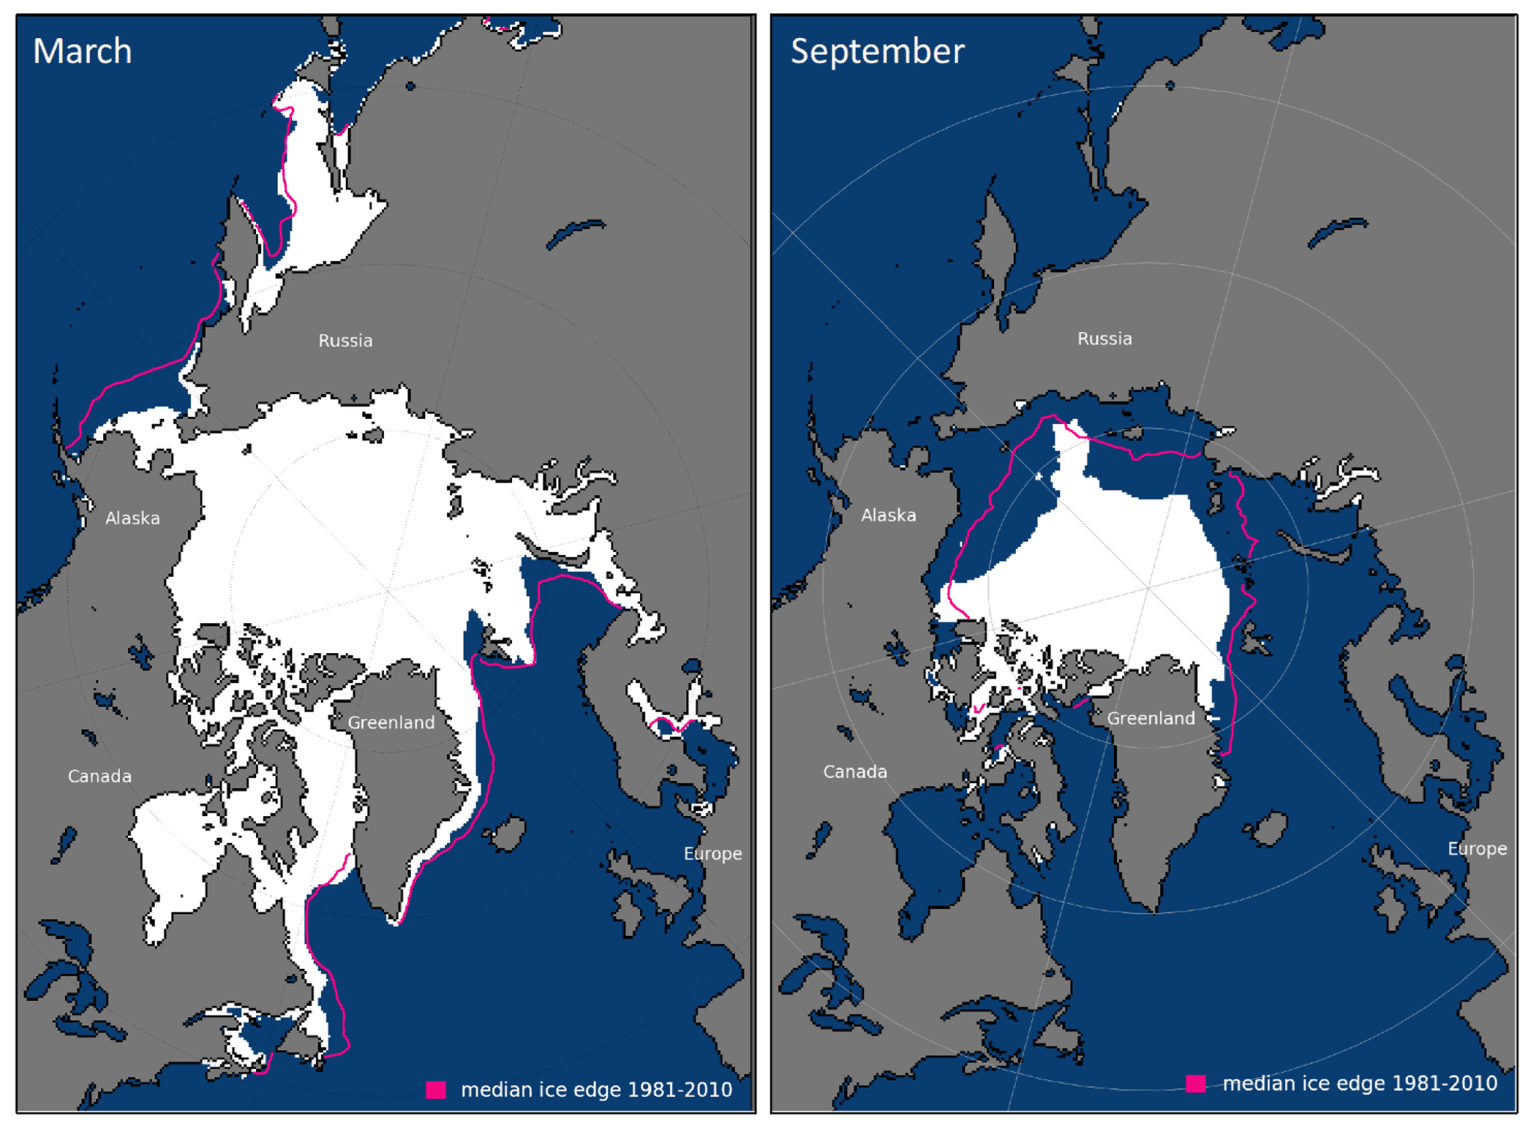 March
Russia
Alaska
Greenland
Canada
Europe
median ice edge 1981-2010
September
Russia
Alaska
Greenland
Canada
Europe
median ice edge 1981-2010